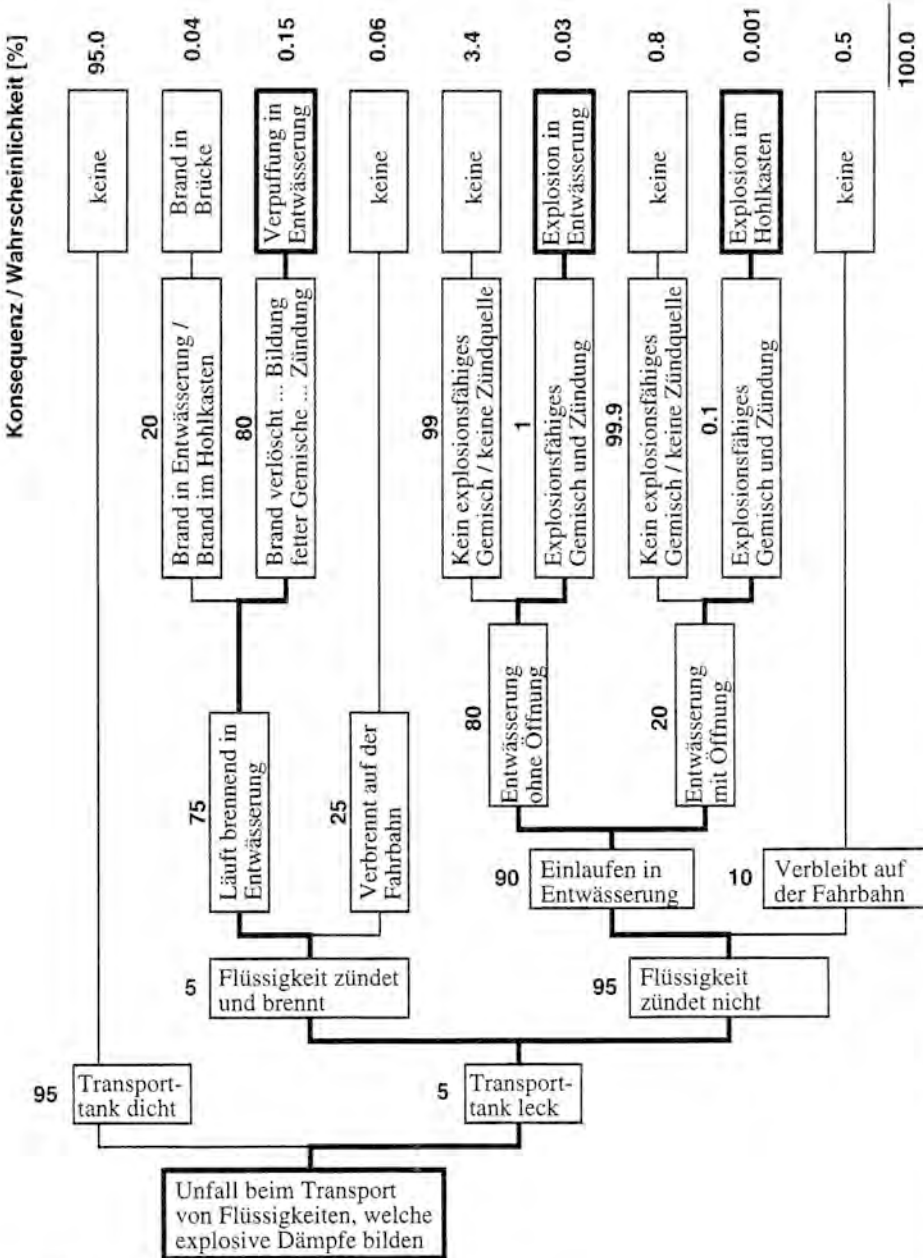 Konsequenz / Wahrscheinlichkeit [%]
keine
95.0
20
Brand in Entwässerung /
Brand im Hohlkasten
Brand in
Brücke
0.04
80
Brand verlöscht ... Bildung
fetter Gemische ... Zündung
Verpuffung in
Entwässerung
0.15
75
Läuft brennend in
Entwässerung
25
Verbrennt auf der
Fahrbahn
keine
0.06
99
Kein explosionsfähiges
Gemisch / keine Zündquelle
keine
3.4
80
Entwässerung
ohne Öffnung
1
Explosionsfähiges
Gemisch und Zündung
Explosion in
Entwässerung
0.03
99.9
Kein explosionsfähiges
Gemisch / keine Zündquelle
keine
0.8
20
Entwässerung
mit Öffnung
0.1
Explosionsfähiges
Gemisch und Zündung
Explosion im
Hohlkasten
0.001
90
Einlaufen in
Entwässerung
10
Verbleibt auf
der Fahrbahn
keine
0.5
100.0
5
Flüssigkeit zündet
und brennt
95
Flüssigkeit
zündet nicht
95
Transport-
tank dicht
5
Transport-
tank leck
Unfall beim Transport
von Flüssigkeiten, welche
explosive Dämpfe bilden